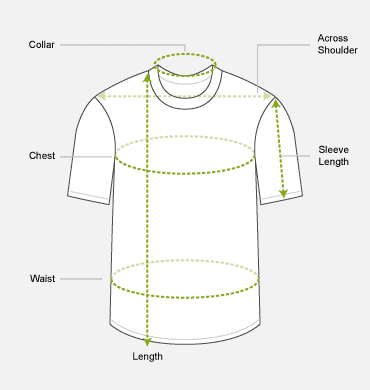 Collar
Across
Shoulder
Chest
Sleeve
Length
Waist
Length